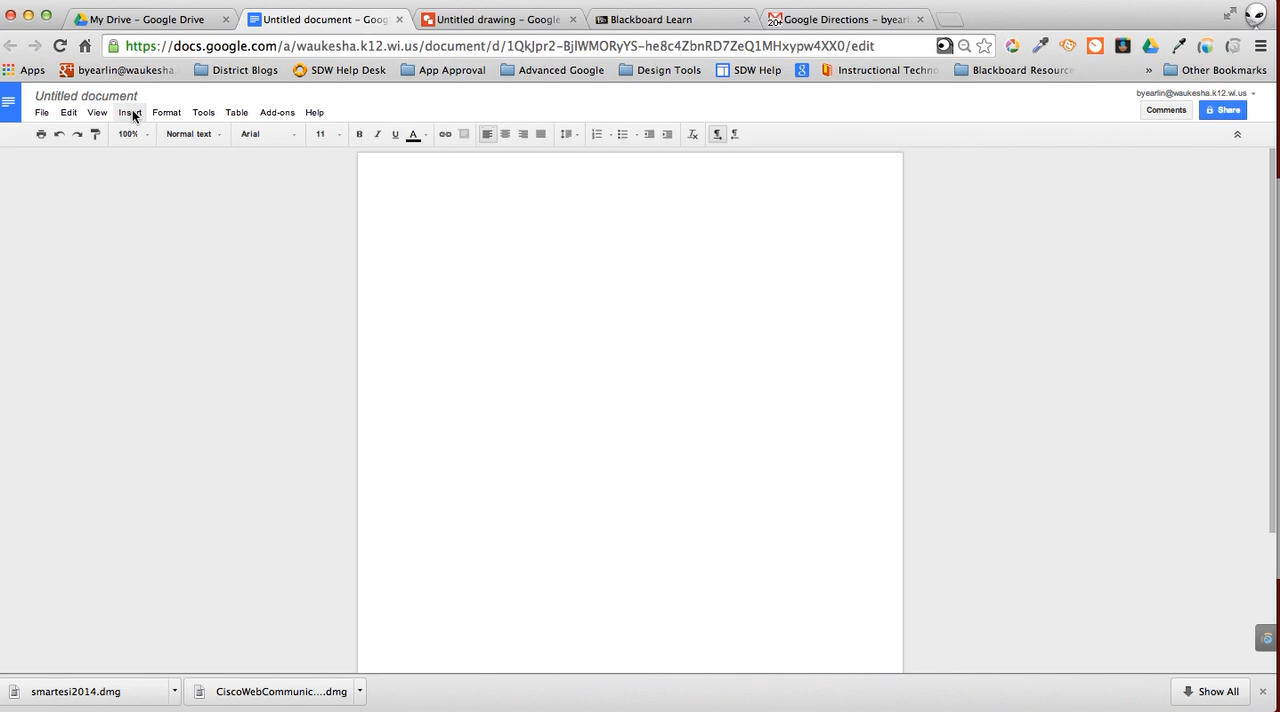 My Drive – Google Drive
Untitled document – Goog
Untitled drawing – Google
Blackboard Learn
Google Directions – byearl
https://docs.google.com/a/waukesha.k12.wi.us/document/d/1QkJpr2-BjlWMORyYS-he8c4ZbnRD7ZeQ1MHxypw4XX0/edit
Apps
byearlin@waukesha.
District Blogs
SDW Help Desk
App Approval
Advanced Google
Design Tools
SDW Help
Instructional Techno
Blackboard Resourc
»
Other Bookmarks
Untitled document
byearlin@waukesha.k12.wi.us
File Edit View Insert Format Tools Table Add-ons Help
Comments
Share
100% Normal text Arial 11 B I U A
smartesi2014.dmg
CiscoWebCommunic....dmg
Show All